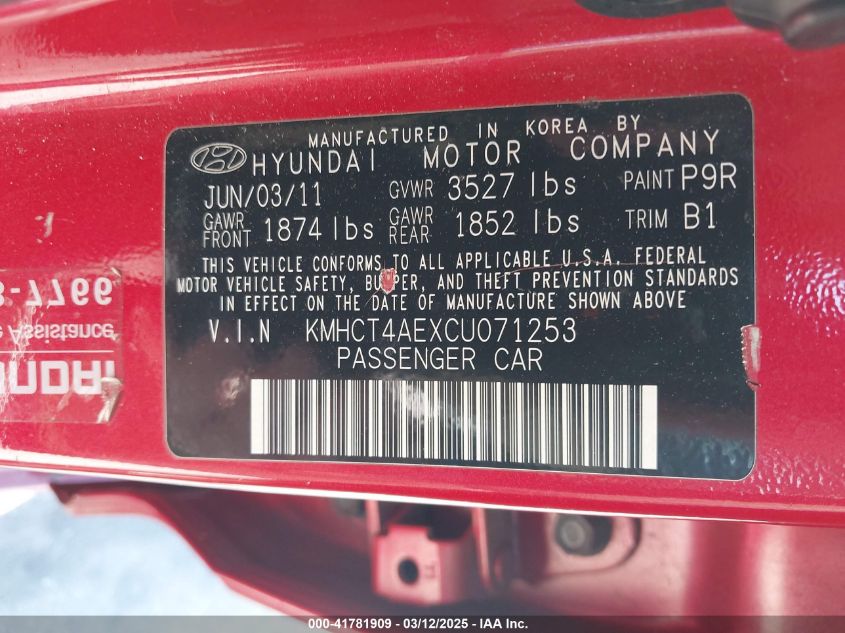 MANUFACTURED IN KOREA BY
HYUNDAI MOTOR COMPANY
JUN/03/11 GVWR 3527 lbs PAINT P9R
GAWR FRONT 1874 lbs GAWR REAR 1852 lbs TRIM B1
THIS VEHICLE CONFORMS TO ALL APPLICABLE U.S.A. FEDERAL
MOTOR VEHICLE SAFETY, BUMPER, AND THEFT PREVENTION STANDARDS
IN EFFECT ON THE DATE OF MANUFACTURE SHOWN ABOVE
V.I.N KMHCT4AEXCU071253
PASSENGER CAR
-7766
Assistance
NDAI
000-41781909 - 03/12/2025 - IAA Inc.